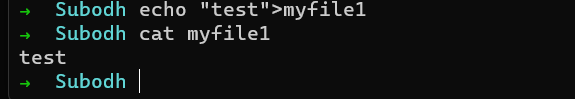 → Subodh echo "test">myfile1
→ Subodh cat myfile1
test
→ Subodh